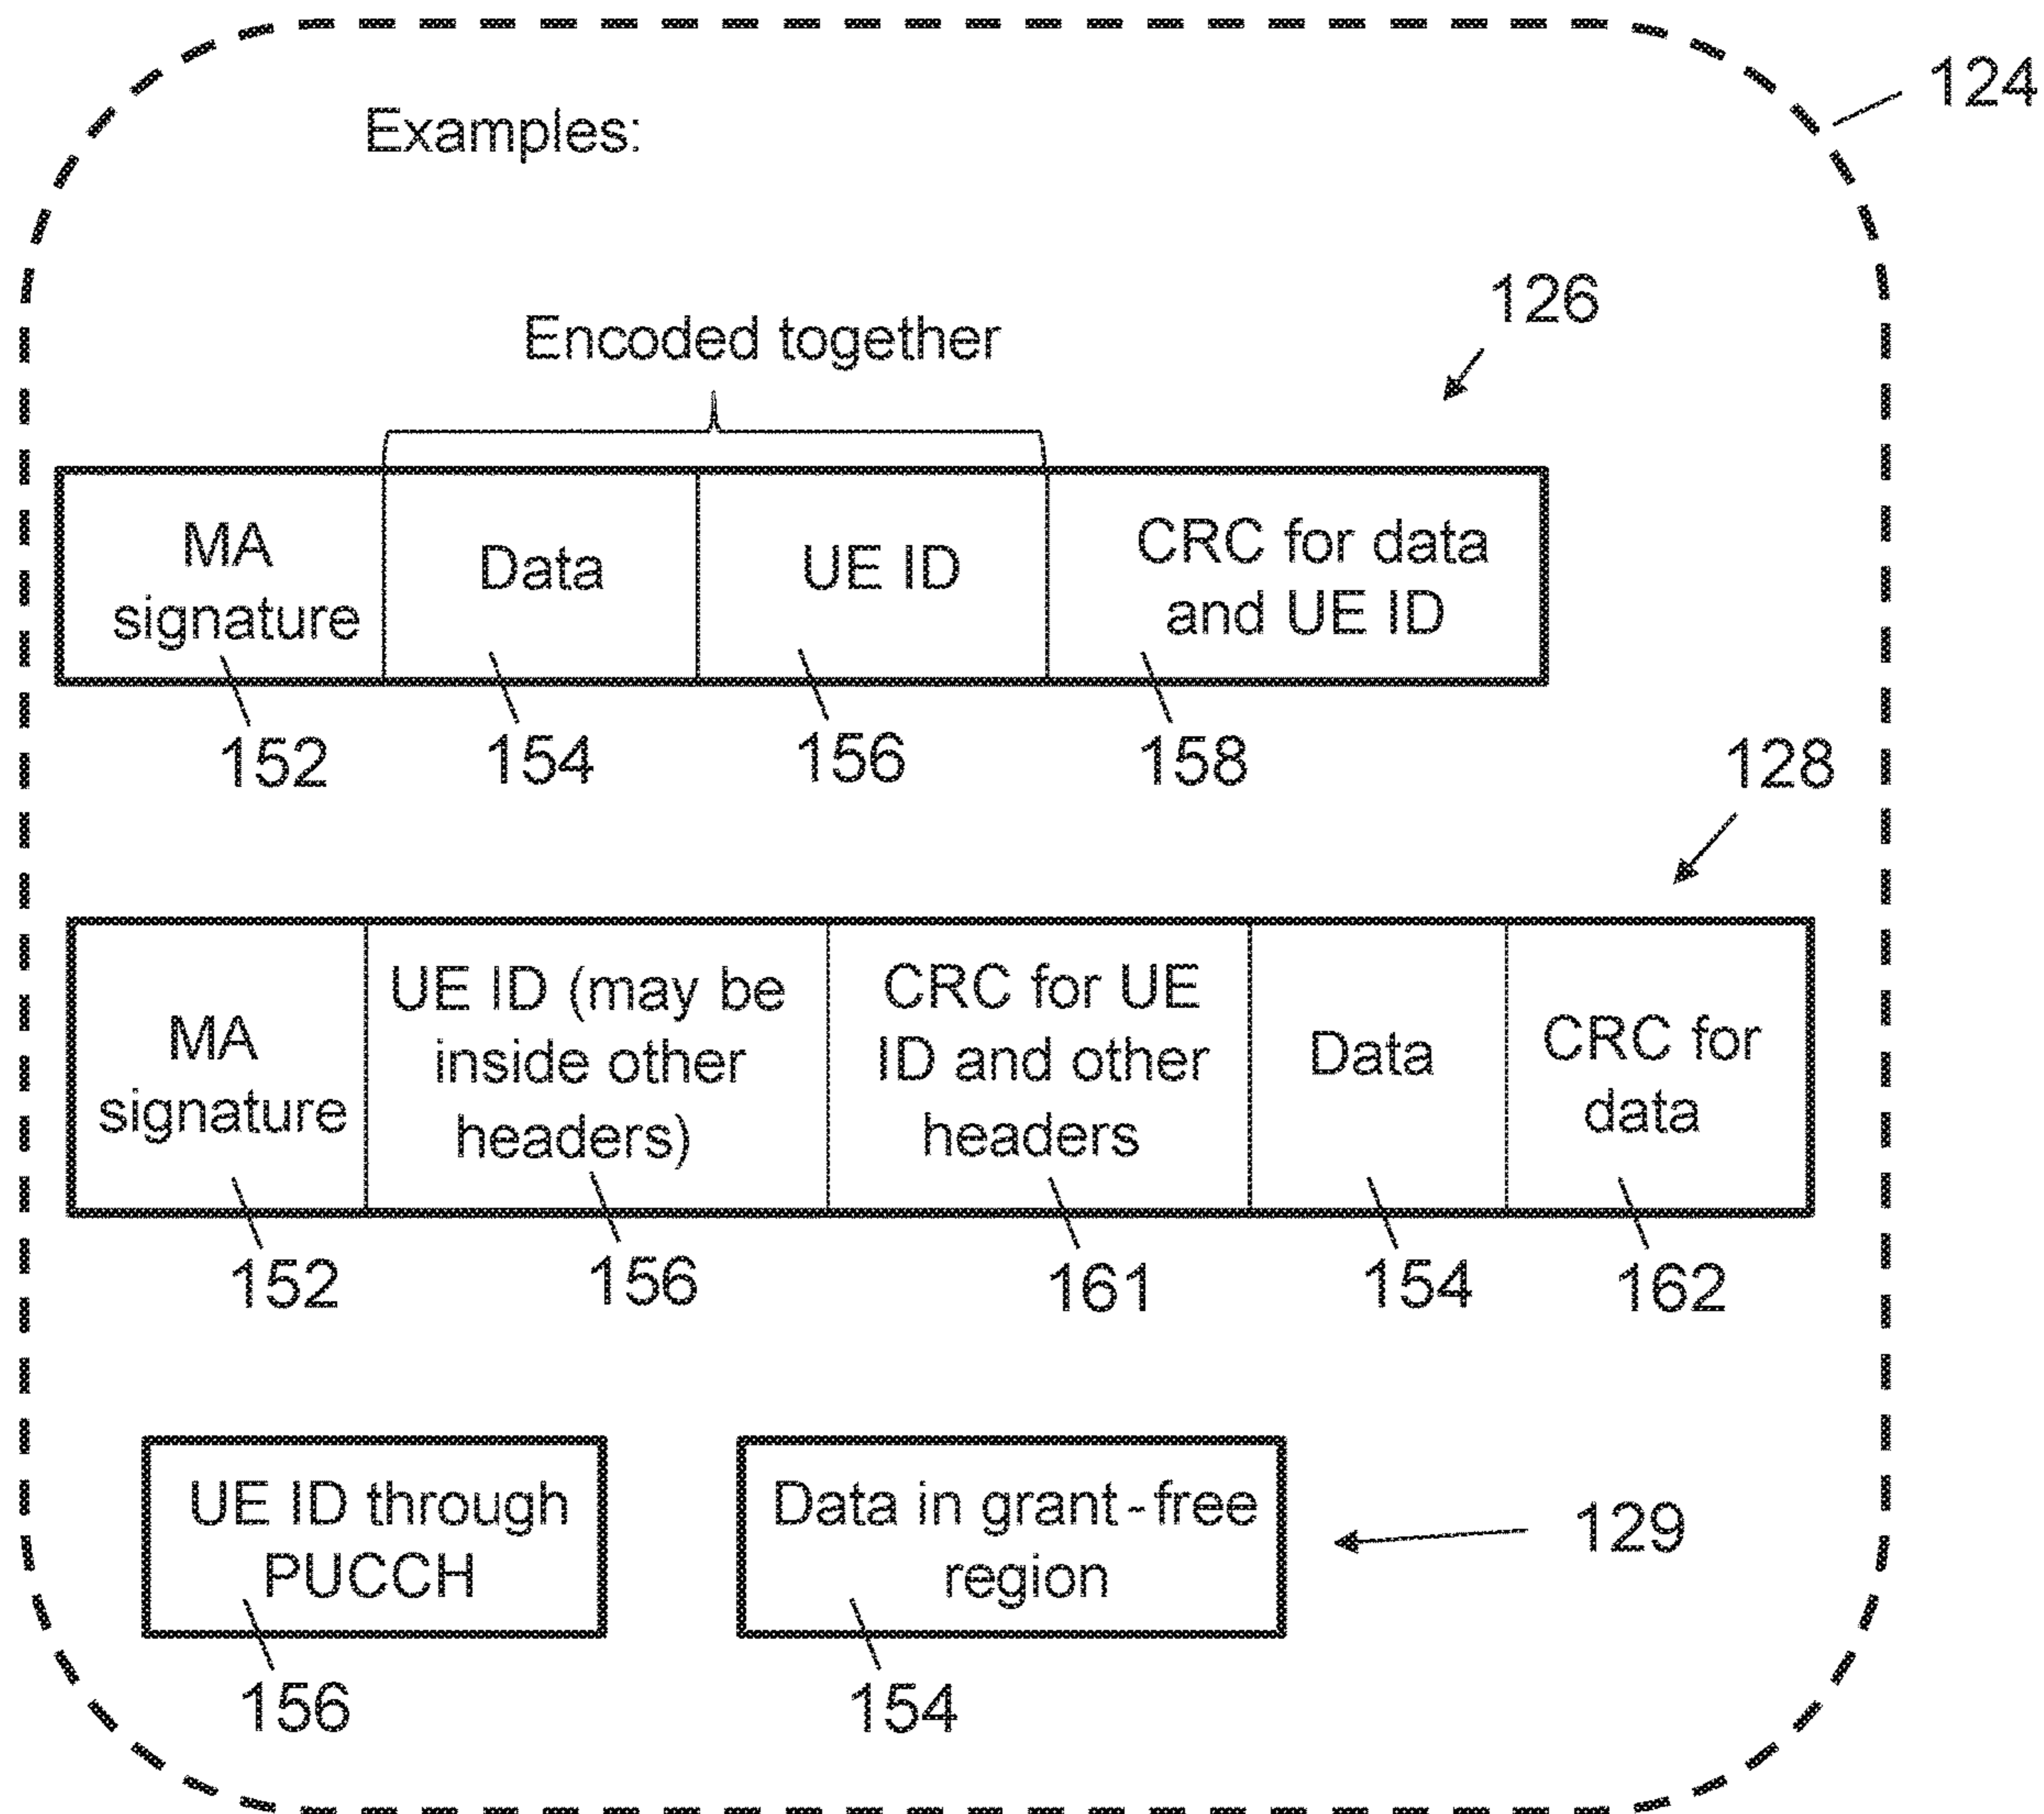 124
Examples:
126
Encoded together
MA
signature
Data
UE ID
CRC for data
and UE ID
152
154
156
158
128
MA
signature
UE ID (may be
inside other
headers)
CRC for UE
ID and other
headers
Data
CRC for
data
152
156
161
154
162
UE ID through
PUCCH
Data in grant-free
region
129
156
154